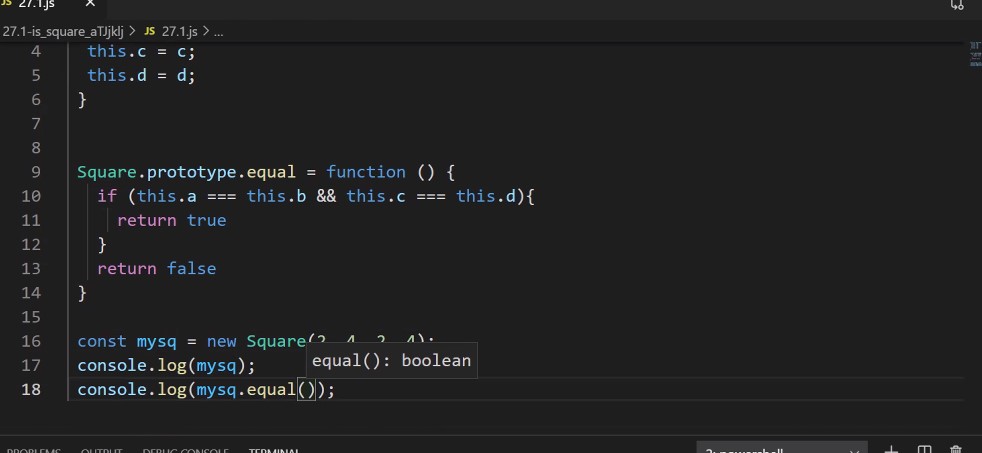 JS 27.1.js ×
27.1-is_square_aTJjklj > JS 27.1.js > ...
4 this.c = c;
5 this.d = d;
6 }
7
8
9 Square.prototype.equal = function () {
10 if (this.a === this.b && this.c === this.d){
11 return true
12 }
13 return false
14 }
15
16 const mysq = new Square(2, 4, 2, 4);
equal(): boolean
17 console.log(mysq);
18 console.log(mysq.equal());
PROBLEMS OUTPUT DEBUG CONSOLE TERMINAL 2: powershell